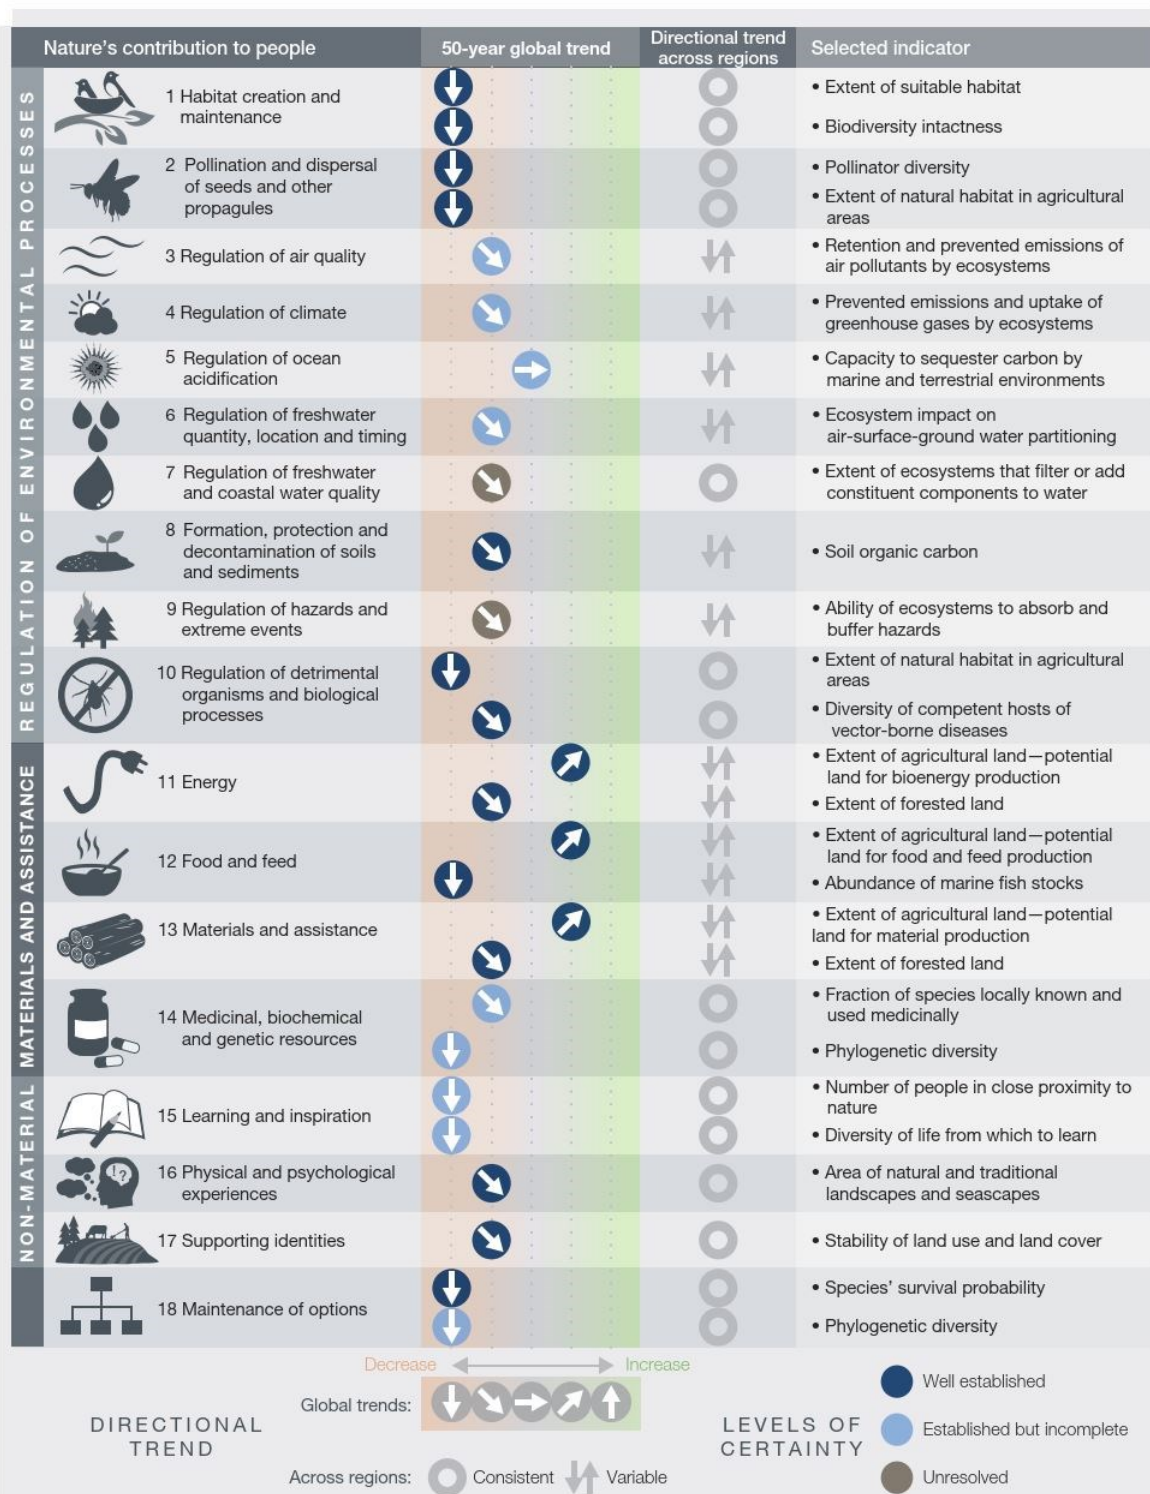 Nature's contribution to people
50-year global trend
Directional trend
across regions
Selected indicator
REGULATION OF ENVIRONMENTAL PROCESSES
1 Habitat creation and
maintenance
• Extent of suitable habitat
• Biodiversity intactness
2 Pollination and dispersal
of seeds and other
propagules
• Pollinator diversity
• Extent of natural habitat in agricultural
areas
3 Regulation of air quality
• Retention and prevented emissions of
air pollutants by ecosystems
4 Regulation of climate
• Prevented emissions and uptake of
greenhouse gases by ecosystems
5 Regulation of ocean
acidification
• Capacity to sequester carbon by
marine and terrestrial environments
6 Regulation of freshwater
quantity, location and timing
• Ecosystem impact on
air-surface-ground water partitioning
7 Regulation of freshwater
and coastal water quality
• Extent of ecosystems that filter or add
constituent components to water
8 Formation, protection and
decontamination of soils
and sediments
• Soil organic carbon
9 Regulation of hazards and
extreme events
• Ability of ecosystems to absorb and
buffer hazards
10 Regulation of detrimental
organisms and biological
processes
• Extent of natural habitat in agricultural
areas
• Diversity of competent hosts of
vector-borne diseases
MATERIALS AND ASSISTANCE
11 Energy
• Extent of agricultural land—potential
land for bioenergy production
• Extent of forested land
12 Food and feed
• Extent of agricultural land—potential
land for food and feed production
• Abundance of marine fish stocks
13 Materials and assistance
• Extent of agricultural land—potential
land for material production
• Extent of forested land
14 Medicinal, biochemical
and genetic resources
• Fraction of species locally known and
used medicinally
• Phylogenetic diversity
NON-MATERIAL
15 Learning and inspiration
• Number of people in close proximity to
nature
• Diversity of life from which to learn
!?
16 Physical and psychological
experiences
• Area of natural and traditional
landscapes and seascapes
17 Supporting identities
• Stability of land use and land cover
18 Maintenance of options
• Species' survival probability
• Phylogenetic diversity
Decrease
Increase
Global trends:
DIRECTIONAL
TREND
Across regions:
Consistent
Variable
LEVELS OF
CERTAINTY
Well established
Established but incomplete
Unresolved